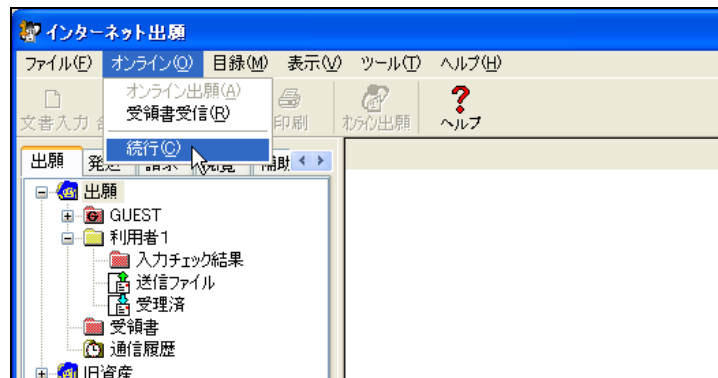 インターネット出願
ファイル(F) オンライン(O) 目録(M) 表示(V) ツール(T) ヘルプ(H)
オンライン出願(A)
受領書受信(R)
続行(C)
文書入力 印刷 オンライン出願 ヘルプ
出願
出願
GUEST
利用者1
入力チェック結果
送信ファイル
受理済
受領書
通信履歴
旧資産